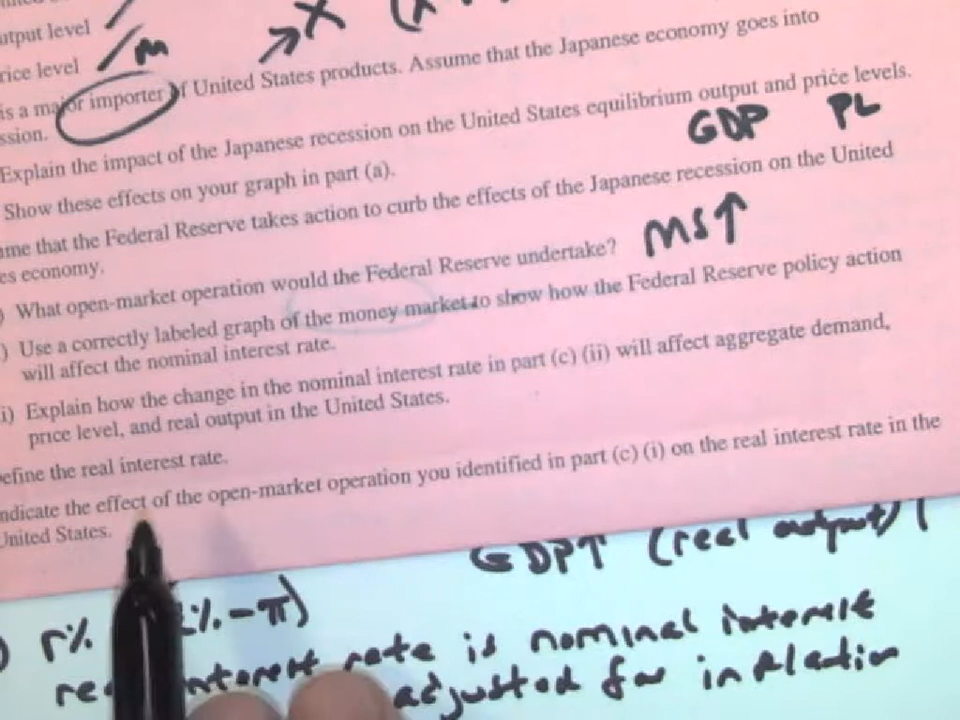 utput level
rice level / m → X (X
is a major importer of United States products. Assume that the Japanese economy goes into
ssion.
Explain the impact of the Japanese recession on the United States equilibrium output and price levels.
GDP PL
Show these effects on your graph in part (a).
me that the Federal Reserve takes action to curb the effects of the Japanese recession on the United
es economy.
) What open-market operation would the Federal Reserve undertake? MS↑
) Use a correctly labeled graph of the money market to show how the Federal Reserve policy action
will affect the nominal interest rate.
i) Explain how the change in the nominal interest rate in part (c) (ii) will affect aggregate demand,
price level, and real output in the United States.
efine the real interest rate.
ndicate the effect of the open-market operation you identified in part (c) (i) on the real interest rate in the
United States.
GDP↑ (real output) ↑
) r% %-π)
interest rate is nominal interest
adjusted for inflation